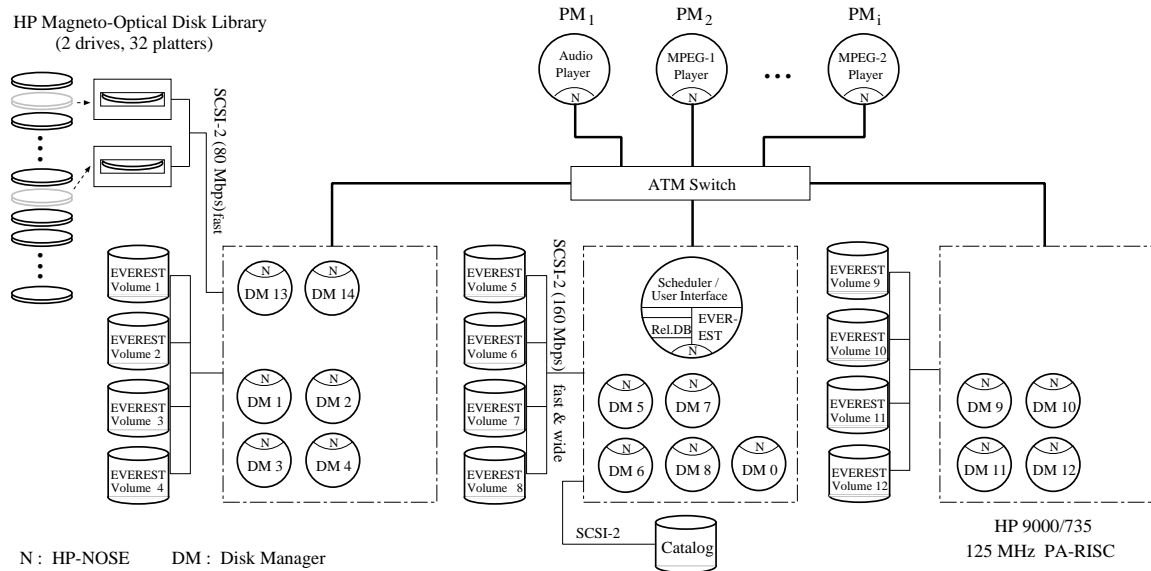 HP Magneto-Optical Disk Library
(2 drives, 32 platters)
SCSI-2 (80 Mbps) fast
PM1
PM2
PMi
Audio
Player
N
MPEG-1
Player
N
MPEG-2
Player
N
ATM Switch
EVEREST
Volume 1
EVEREST
Volume 2
EVEREST
Volume 3
EVEREST
Volume 4
N
DM 13
N
DM 14
N
DM 1
N
DM 2
N
DM 3
N
DM 4
EVEREST
Volume 5
EVEREST
Volume 6
EVEREST
Volume 7
EVEREST
Volume 8
SCSI-2 (160 Mbps) fast & wide
Scheduler /
User Interface
Rel.DB
EVER-
EST
N
N
DM 5
N
DM 7
N
DM 6
N
DM 8
N
DM 0
SCSI-2
Catalog
EVEREST
Volume 9
EVEREST
Volume 10
EVEREST
Volume 11
EVEREST
Volume 12
N
DM 9
N
DM 10
N
DM 11
N
DM 12
HP 9000/735
125 MHz PA-RISC
N : HP-NOSE DM : Disk Manager